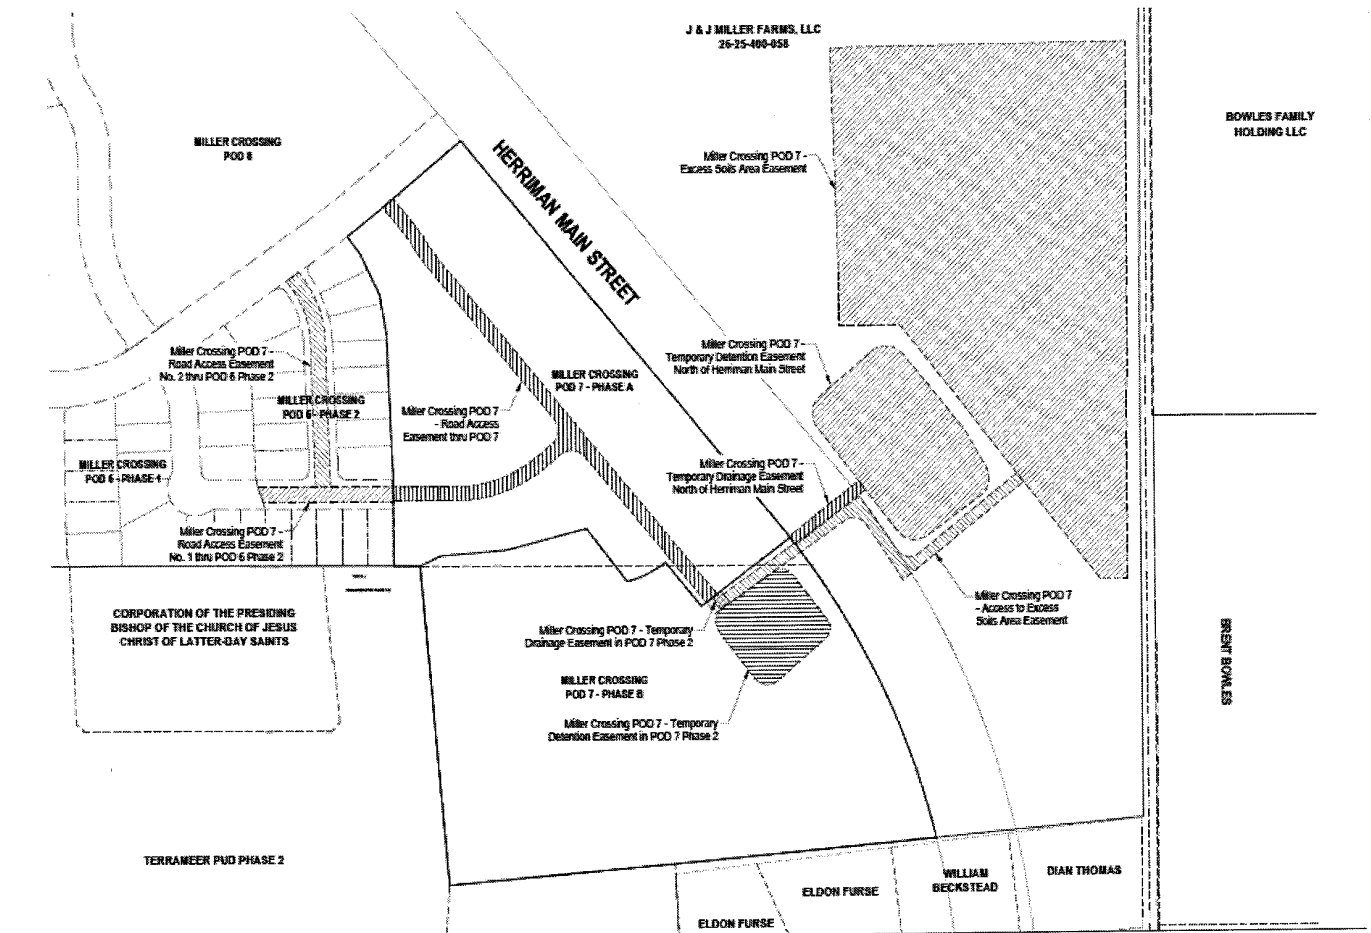 J & J MILLER FARMS, LLC
26-25-400-058
BOWLES FAMILY
HOLDING LLC
MILLER CROSSING
POD 8
HERRIMAN MAIN STREET
Miller Crossing POD 7 -
Excess Soils Area Easement
Miller Crossing POD 7 -
Road Access Easement
No. 2 thru POD 6 Phase 2
Miller Crossing POD 7 -
Temporary Detention Easement
North of Herriman Main Street
MILLER CROSSING
POD 7 - PHASE A
MILLER CROSSING
POD 6 - PHASE 2
Miller Crossing POD 7
- Road Access
Easement thru POD 7
MILLER CROSSING
POD 6 - PHASE 1
Miller Crossing POD 7 -
Temporary Drainage Easement
North of Herriman Main Street
Miller Crossing POD 7 -
Road Access Easement
No. 1 thru POD 6 Phase 2
Miller Crossing POD 7
- Access to Excess
Soils Area Easement
CORPORATION OF THE PRESIDING
BISHOP OF THE CHURCH OF JESUS
CHRIST OF LATTER-DAY SAINTS
Miller Crossing POD 7 - Temporary
Drainage Easement in POD 7 Phase 2
BRENT BOWLES
MILLER CROSSING
POD 7 - PHASE B
Miller Crossing POD 7 - Temporary
Detention Easement in POD 7 Phase 2
TERRAMEER PUD PHASE 2
ELDON FURSE
ELDON FURSE
WILLIAM
BECKSTEAD
DIAN THOMAS